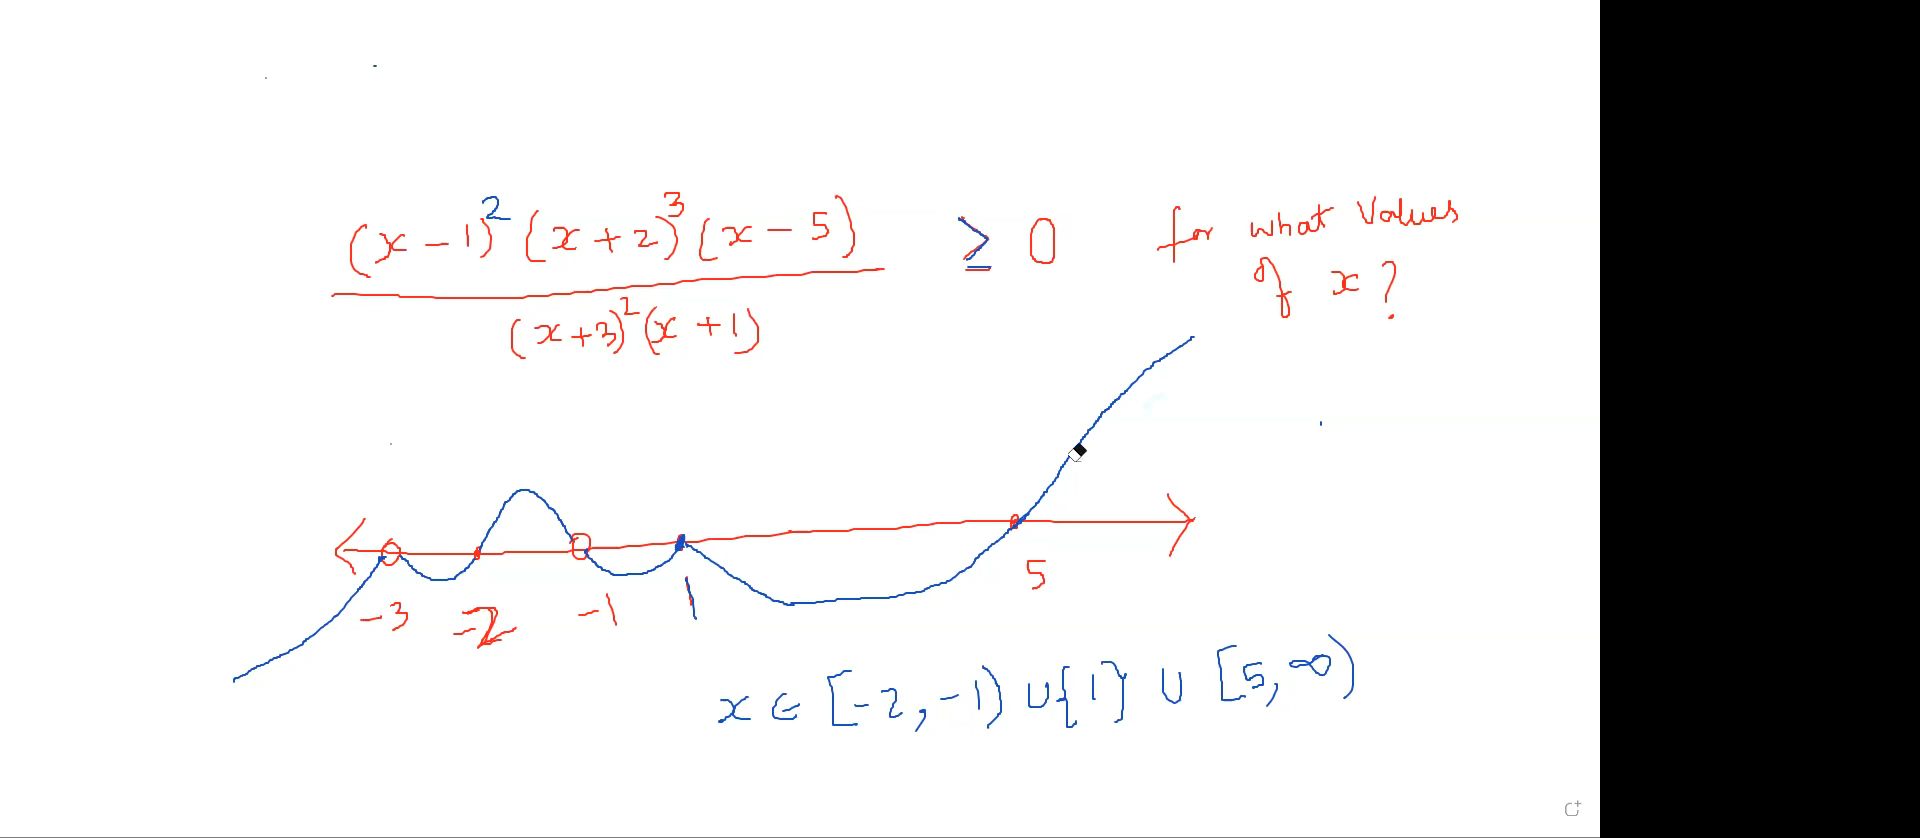 (x-1)²(x+2)³(x-5) ≥ 0 for what values
(x+3)²(x+1) of x?
-3 -2 -1 1 5
x ∈ [-2,-1) ∪ {1} ∪ [5,∞)